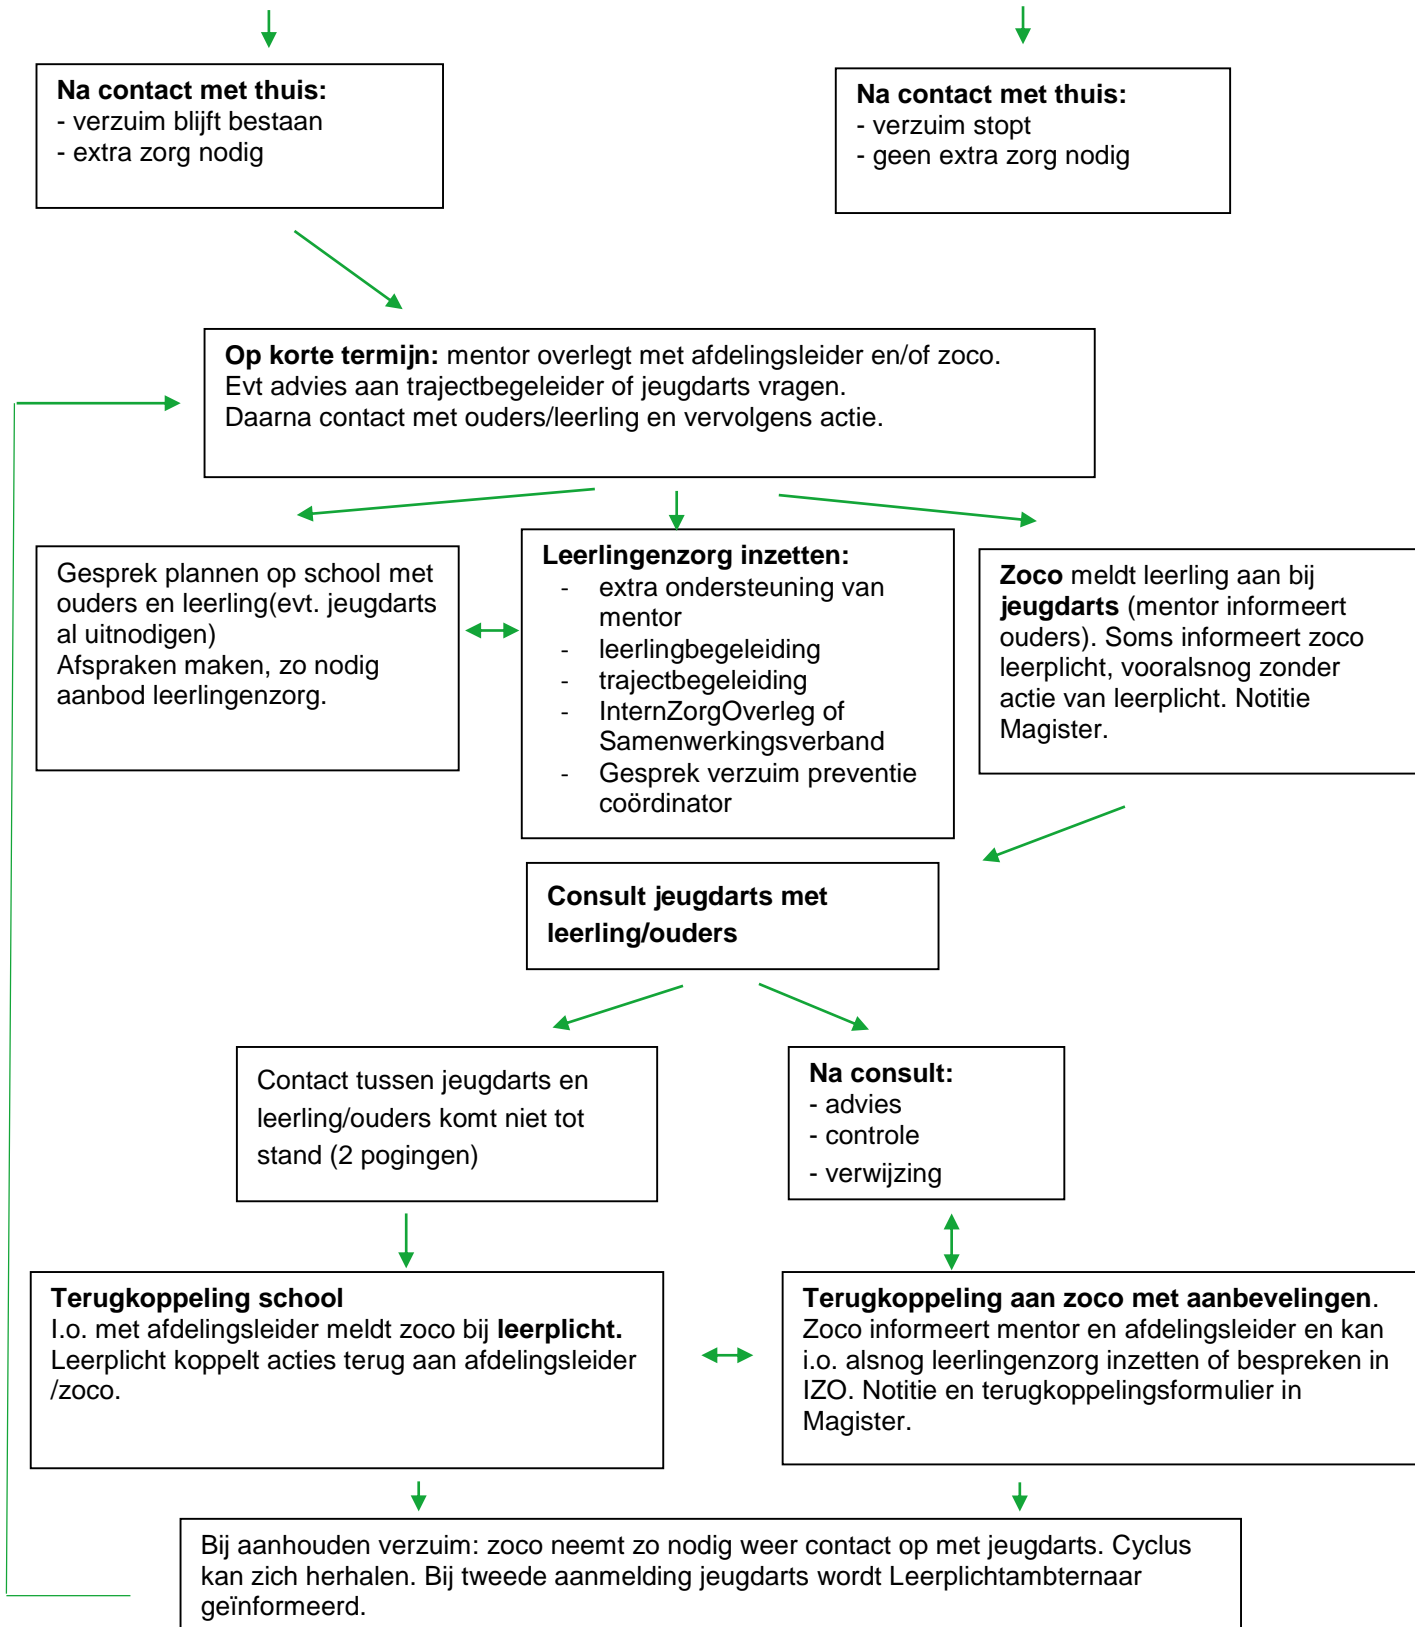 Na contact met thuis:
- verzuim blijft bestaan
- extra zorg nodig
Na contact met thuis:
- verzuim stopt
- geen extra zorg nodig
Op korte termijn: mentor overlegt met afdelingsleider en/of zoco.
Evt advies aan trajectbegeleider of jeugdarts vragen.
Daarna contact met ouders/leerling en vervolgens actie.
Gesprek plannen op school met
ouders en leerling(evt. jeugdarts
al uitnodigen)
Afspraken maken, zo nodig
aanbod leerlingenzorg.
Leerlingenzorg inzetten:
- extra ondersteuning van
mentor
- leerlingbegeleiding
- trajectbegeleiding
- InternZorgOverleg of
Samenwerkingsverband
- Gesprek verzuim preventie
coördinator
Zoco meldt leerling aan bij
jeugdarts (mentor informeert
ouders). Soms informeert zoco
leerplicht, vooralsnog zonder
actie van leerplicht. Notitie
Magister.
Consult jeugdarts met
leerling/ouders
Contact tussen jeugdarts en
leerling/ouders komt niet tot
stand (2 pogingen)
Na consult:
- advies
- controle
- verwijzing
Terugkoppeling school
I.o. met afdelingsleider meldt zoco bij leerplicht.
Leerplicht koppelt acties terug aan afdelingsleider
/zoco.
Terugkoppeling aan zoco met aanbevelingen.
Zoco informeert mentor en afdelingsleider en kan
i.o. alsnog leerlingenzorg inzetten of bespreken in
IZO. Notitie en terugkoppelingsformulier in
Magister.
Bij aanhouden verzuim: zoco neemt zo nodig weer contact op met jeugdarts. Cyclus
kan zich herhalen. Bij tweede aanmelding jeugdarts wordt Leerplichtambternaar
geïnformeerd.